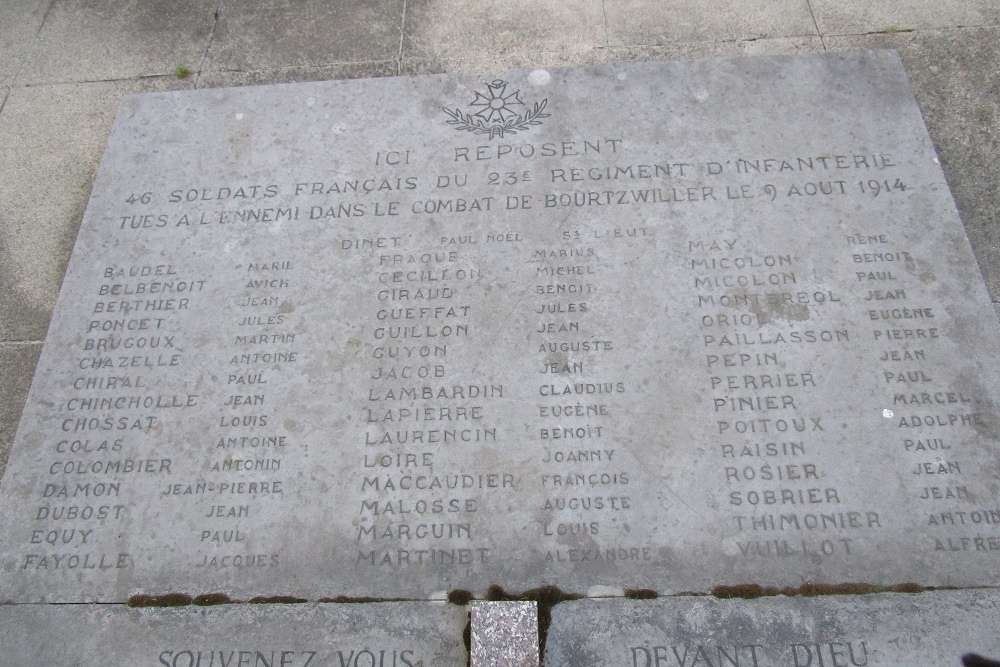 ICI REPOSENT
46 SOLDATS FRANÇAIS DU 23E REGIMENT D'INFANTERIE
TUES A L'ENNEMI DANS LE COMBAT DE BOURTZWILLER LE 9 AOUT 1914
DINET PAUL NOËL SS LIEUT.
BAUDEL MARIE
BELBENOIT AVICH
BERTHIER JEAN
PONCET JULES
BRUGOUX MARTIN
CHAZELLE ANTOINE
CHIRAL PAUL
CHINCHOLLE JEAN
CHOSSAT LOUIS
COLAS ANTOINE
COLOMBIER ANTONIN
DAMON JEAN-PIERRE
DUBOST JEAN
EQUY PAUL
FAYOLLE JACQUES
FRAQUE MARIUS
CECILLON MICHEL
GIRAUD BENOIT
GUEFFAT JULES
GUILLON JEAN
GUYON AUGUSTE
JACOB JEAN
LAMBARDIN CLAUDIUS
LAPIERRE EUGÈNE
LAURENCIN BENOIT
LOIRE JOANNY
MACCAUDIER FRANÇOIS
MALOSSE AUGUSTE
MARGUIN LOUIS
MARTINET ALEXANDRE
MAY RENE
MICOLON BENOIT
MICOLON PAUL
MONTEREOL JEAN
ORIOL EUGÈNE
PAILLASSON PIERRE
PEPIN JEAN
PERRIER PAUL
PINIER MARCEL
POITOUX ADOLPHE
RAISIN PAUL
ROSIER JEAN
SOBRIER JEAN
THIMONIER ANTOIN
VUILLOT ALFRE
SOUVENEZ VOUS DEVANT DIEU